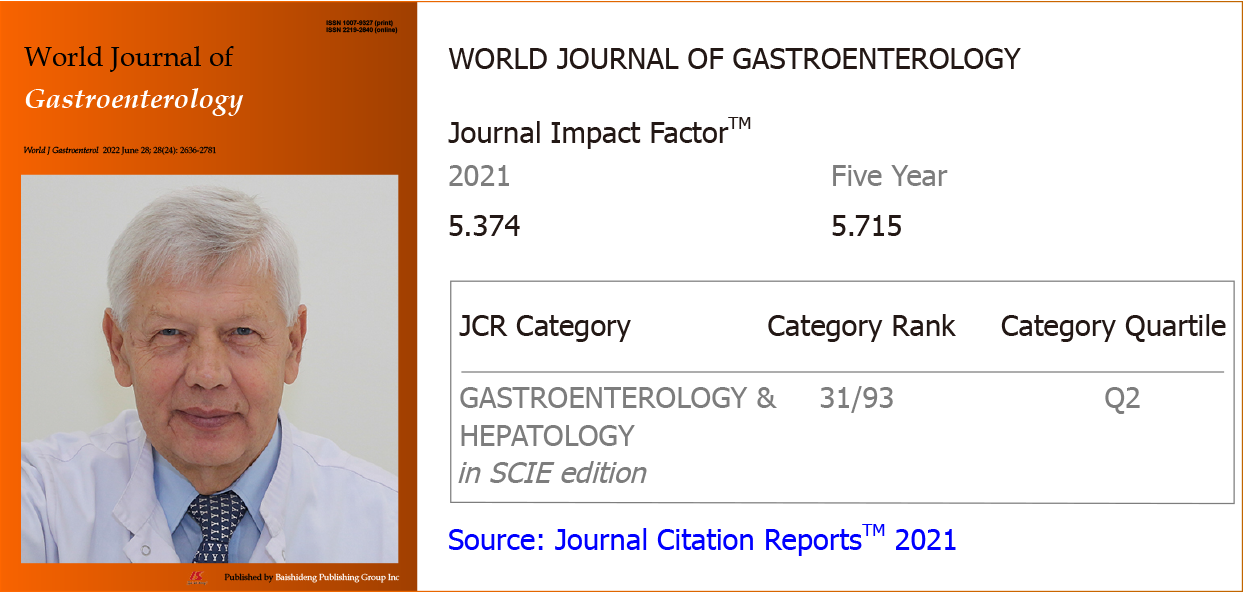 ISSN 1007-9327 (print)
ISSN 2219-2840 (online)
World Journal of
Gastroenterology
World J Gastroenterol 2022 June 28; 28(24): 2636-2781
Published by Baishideng Publishing Group Inc
WORLD JOURNAL OF GASTROENTEROLOGY
Journal Impact Factor™
2021 Five Year
5.374 5.715
JCR Category Category Rank Category Quartile
GASTROENTEROLOGY & 31/93 Q2
HEPATOLOGY
in SCIE edition
Source: Journal Citation Reports™ 2021